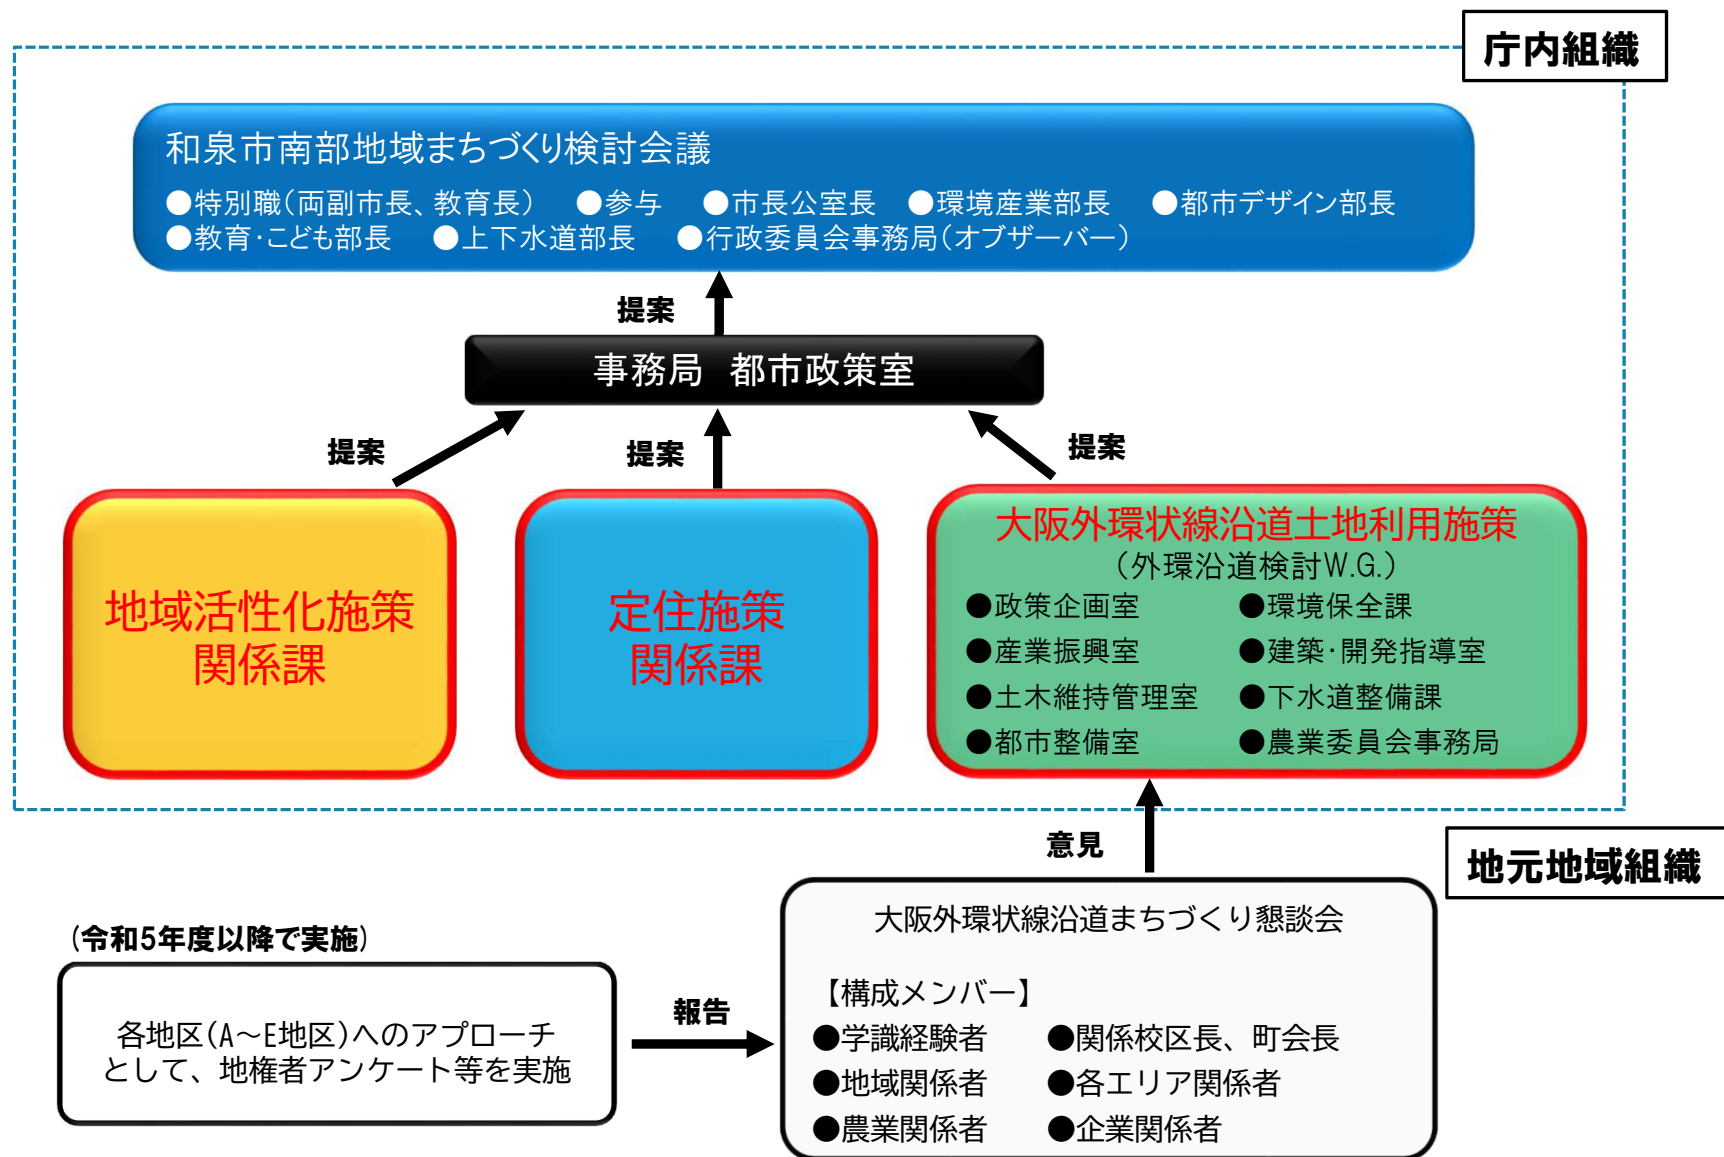 庁内組織
和泉市南部地域まちづくり検討会議
●特別職（両副市長、教育長） ●参与 ●市長公室長 ●環境産業部長 ●都市デザイン部長
●教育・こども部長 ●上下水道部長 ●行政委員会事務局（オブザーバー）
提案
事務局 都市政策室
提案
提案
提案
地域活性化施策
関係課
定住施策
関係課
大阪外環状線沿道土地利用施策
（外環沿道検討W.G.）
●政策企画室 ●環境保全課
●産業振興室 ●建築・開発指導室
●土木維持管理室 ●下水道整備課
●都市整備室 ●農業委員会事務局
意見
地元地域組織
大阪外環状線沿道まちづくり懇談会
【構成メンバー】
●学識経験者 ●関係校区長、町会長
●地域関係者 ●各エリア関係者
●農業関係者 ●企業関係者
(令和5年度以降で実施)
各地区(A～E地区)へのアプローチ
として、地権者アンケート等を実施
報告